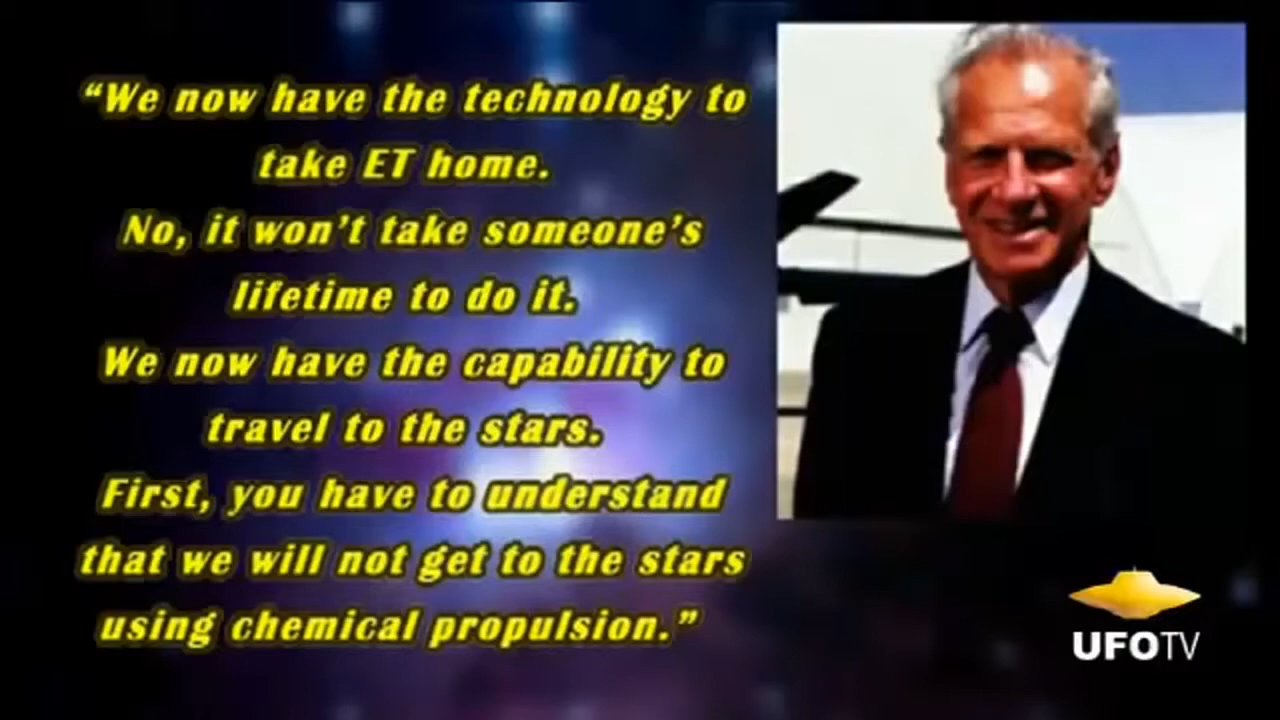 “We now have the technology to
take ET home.
No, it won’t take someone’s
lifetime to do it.
We now have the capability to
travel to the stars.
First, you have to understand
that we will not get to the stars
using chemical propulsion.”
UFOTV